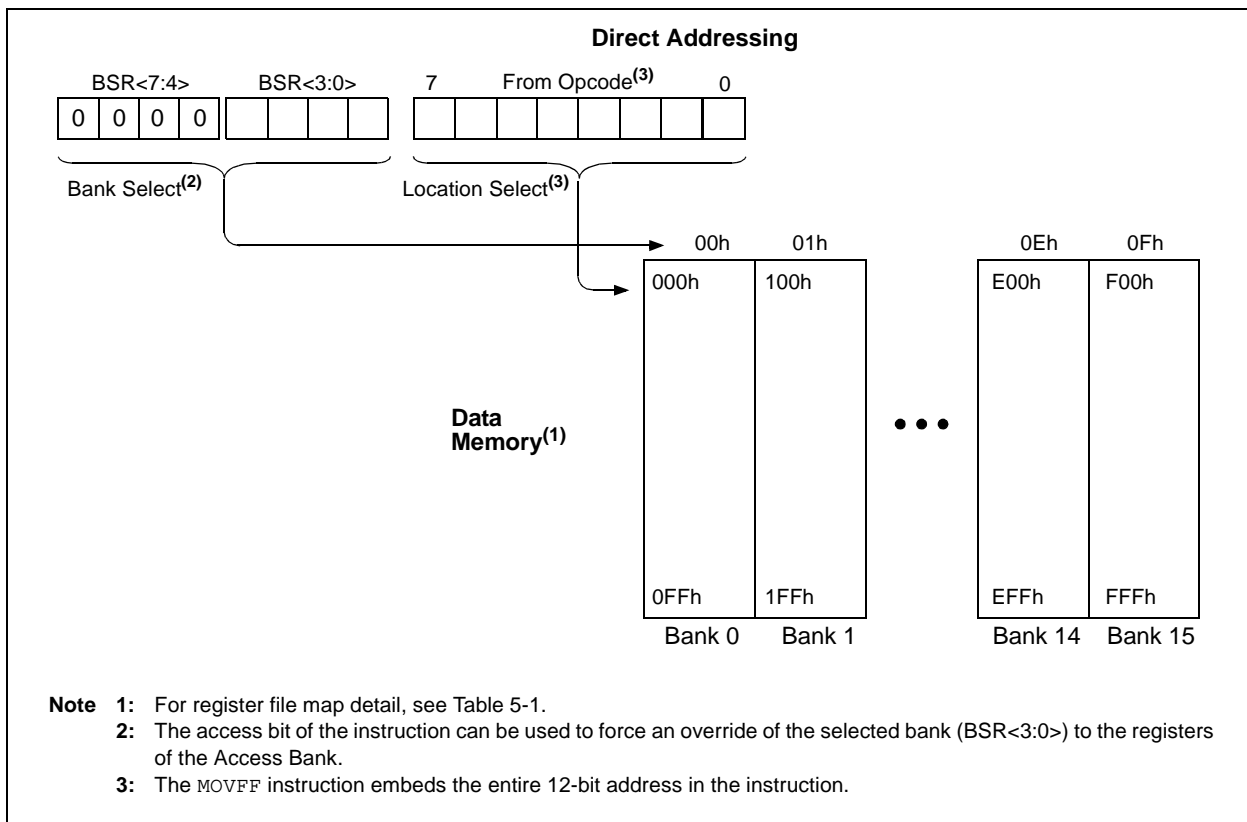 Direct Addressing
BSR<7:4> BSR<3:0> 7 From Opcode(3) 0
0 0 0 0
Bank Select(2) Location Select(3)
00h 01h 0Eh 0Fh
000h 100h E00h F00h
Data
Memory(1)
0FFh 1FFh EFFh FFFh
Bank 0 Bank 1 Bank 14 Bank 15
Note 1: For register file map detail, see Table 5-1.
2: The access bit of the instruction can be used to force an override of the selected bank (BSR<3:0>) to the registers
of the Access Bank.
3: The MOVFF instruction embeds the entire 12-bit address in the instruction.